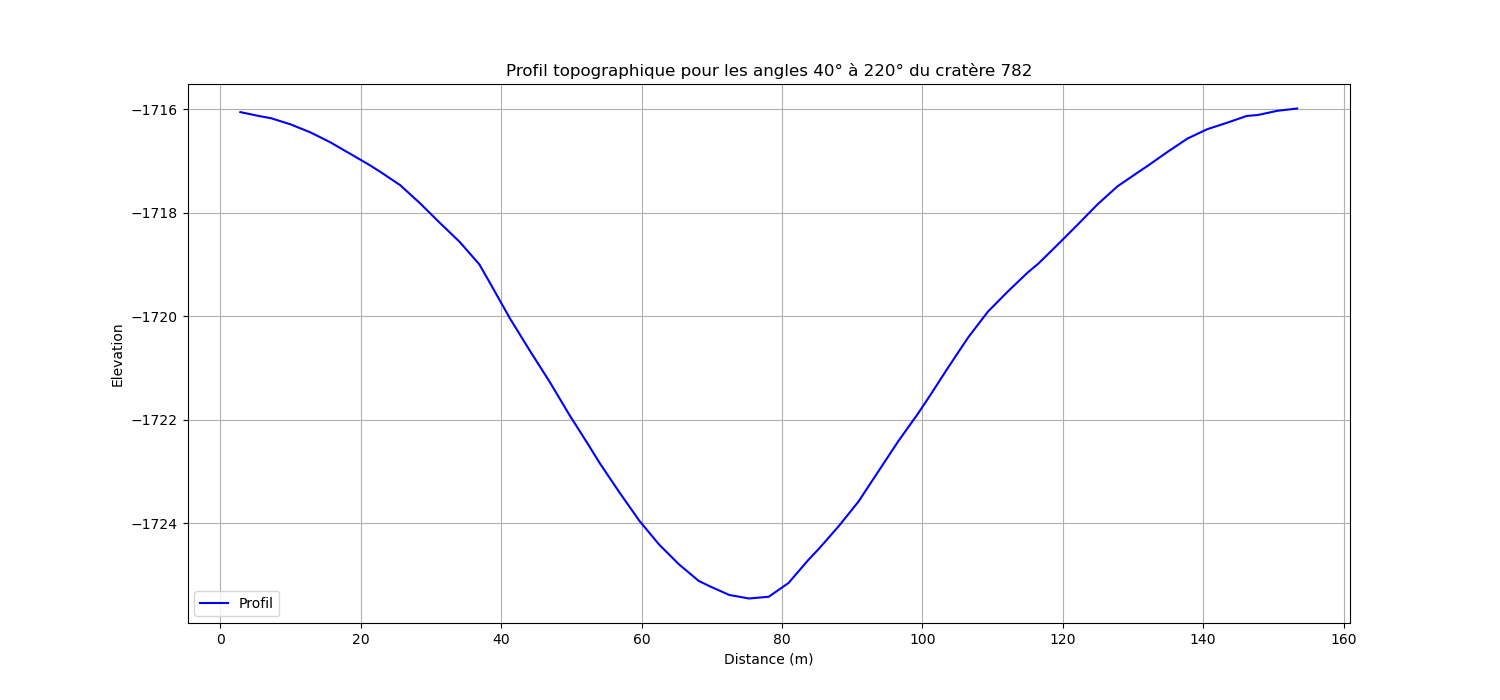 Profil topographique pour les angles 40° à 220° du cratère 782
−1716
−1718
−1720
−1722
−1724
Elevation
Profil
0 20 40 60 80 100 120 140 160
Distance (m)